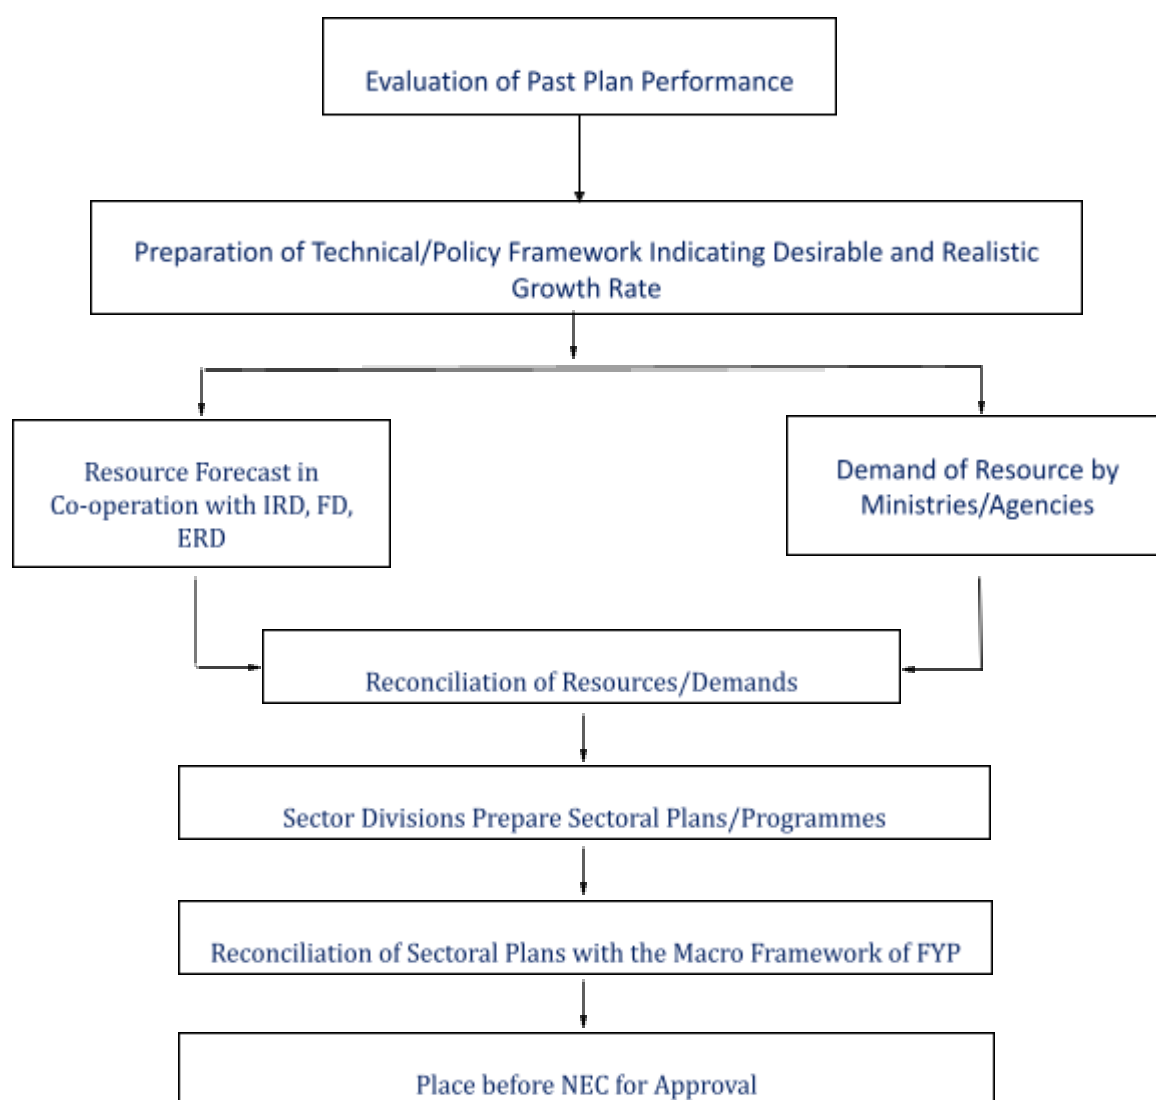 Evaluation of Past Plan Performance
Preparation of Technical/Policy Framework Indicating Desirable and Realistic
Growth Rate
Resource Forecast in
Co-operation with IRD, FD,
ERD
Demand of Resource by
Ministries/Agencies
Reconciliation of Resources/Demands
Sector Divisions Prepare Sectoral Plans/Programmes
Reconciliation of Sectoral Plans with the Macro Framework of FYP
Place before NEC for Approval